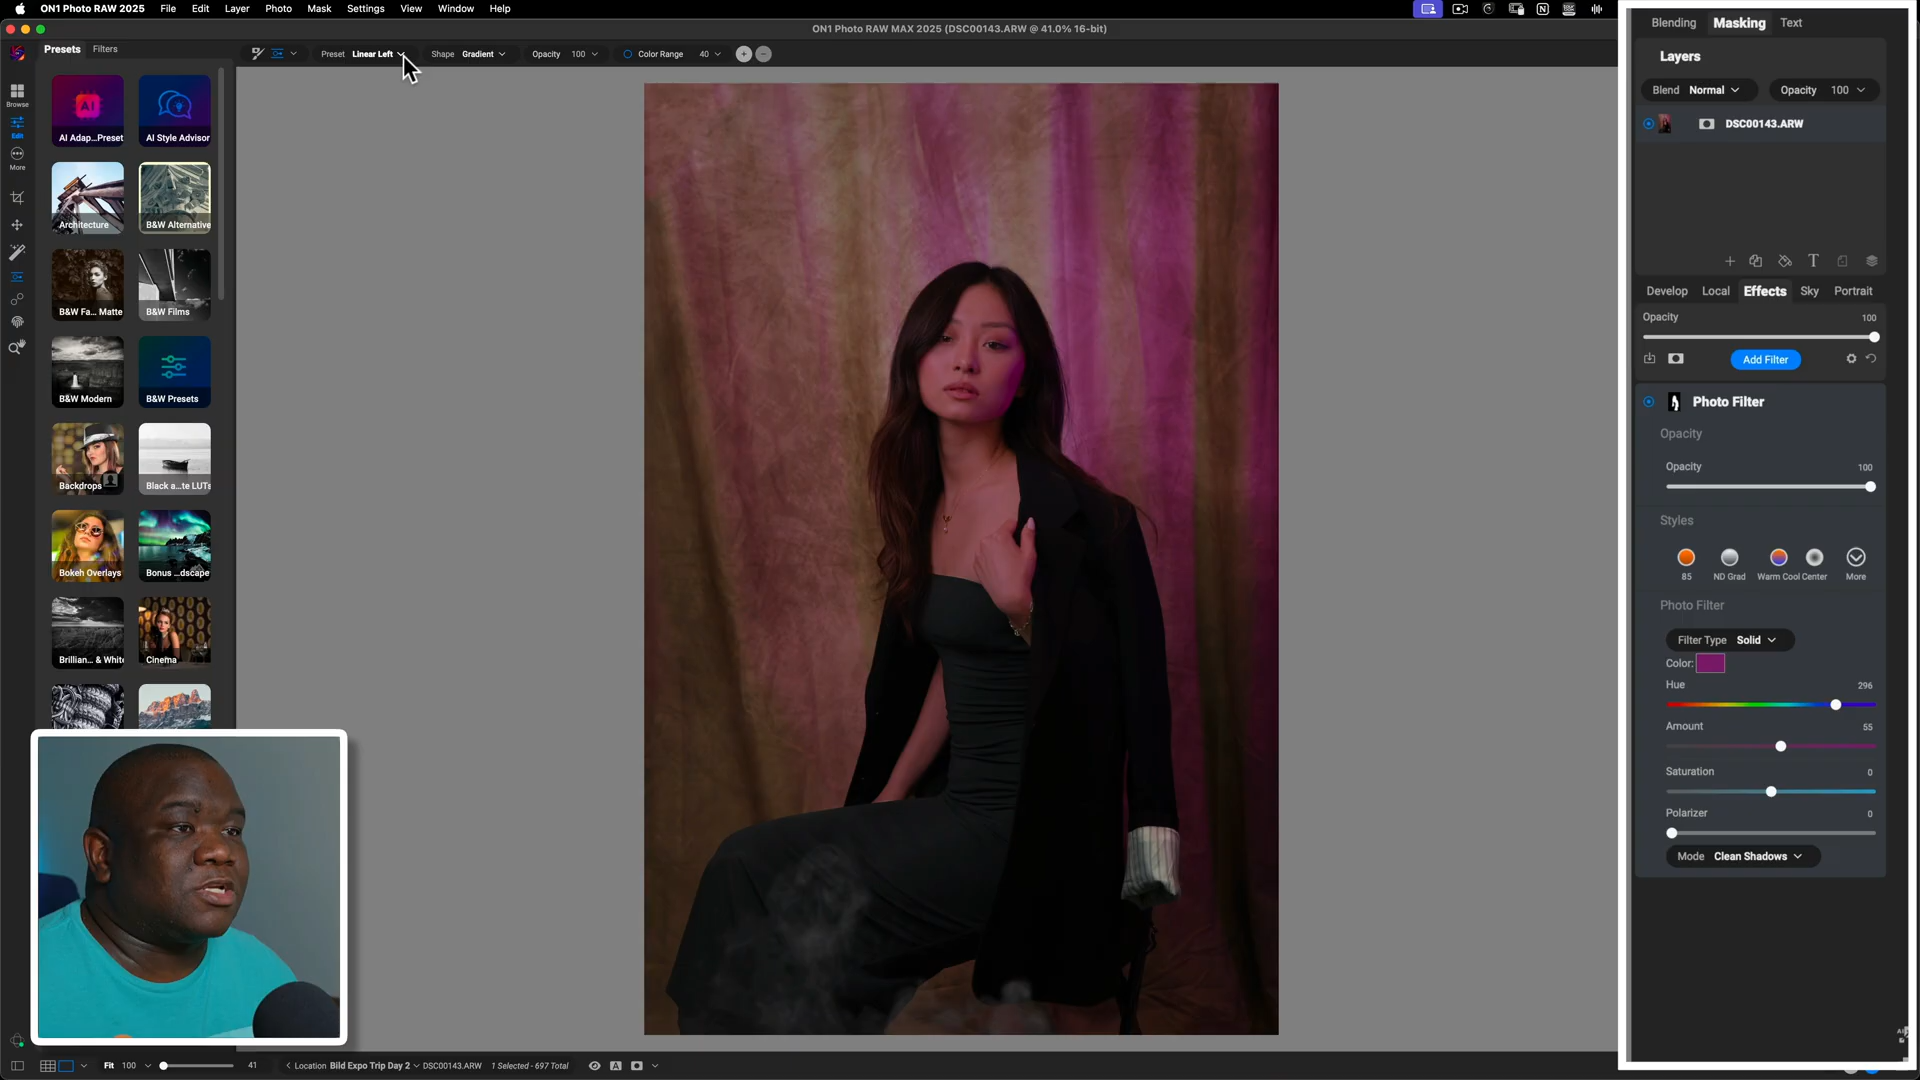 ON1 Photo RAW 2025 File Edit Layer Photo Mask Settings View Window Help
ON1 Photo RAW MAX 2025 (DSC00143.ARW @ 41.0% 16-bit)
Presets Filters
Preset Linear Left Shape Gradient Opacity 100 Color Range 40
Browse
Edit
More
AI
AI Adap...Preset AI Style Advisor
Architecture B&W Alternative
B&W Fa... Matte B&W Films
B&W Modern B&W Presets
Backdrops Black a...te LUTs
Bokeh Overlays Bonus ...dscape
Brillian... & White Cinema
Blending Masking Text
Layers
Blend Normal Opacity 100
DSC00143.ARW
T
Develop Local Effects Sky Portrait
Opacity 100
Add Filter
Photo Filter
Opacity
Opacity 100
Styles
85 ND Grad Warm Cool Center More
Photo Filter
Filter Type Solid
Color:
Hue 296
Amount 55
Saturation 0
Polarizer 0
Mode Clean Shadows
Fit 100 41 Location Bild Expo Trip Day 2 DSC00143.ARW 1 Selected - 697 Total A